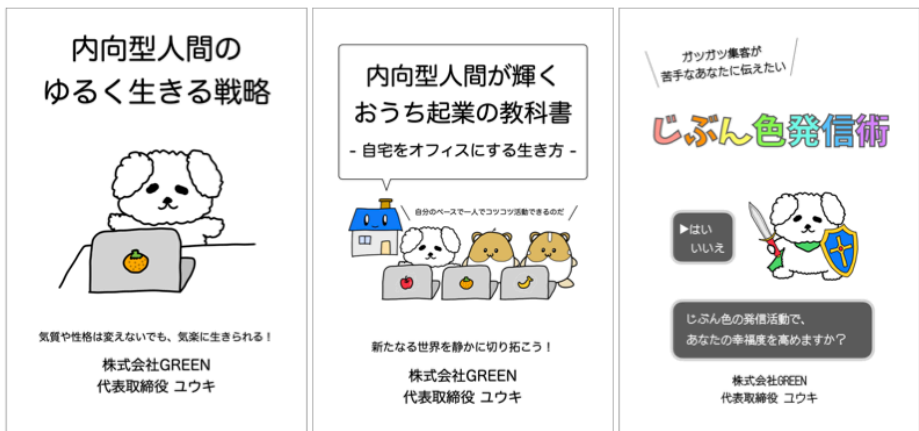 内向型人間の
ゆるく生きる戦略
気質や性格は変えないでも、気楽に生きられる！
株式会社GREEN
代表取締役 ユウキ
内向型人間が輝く
おうち起業の教科書
- 自宅をオフィスにする生き方 -
自分のペースで一人でコツコツ活動できるのだ
新たなる世界を静かに切り拓こう！
株式会社GREEN
代表取締役 ユウキ
ガツガツ集客が
苦手なあなたに伝えたい
じぶん色発信術
▶はい
いいえ
じぶん色の発信活動で、
あなたの幸福度を高めますか？
株式会社GREEN
代表取締役 ユウキ